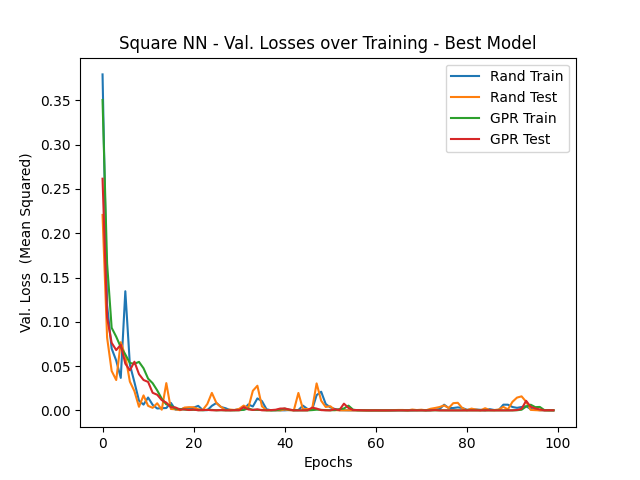 Square NN - Val. Losses over Training - Best Model
Rand Train
Rand Test
GPR Train
GPR Test
Val. Loss  (Mean Squared)
0.35
0.30
0.25
0.20
0.15
0.10
0.05
0.00
0 20 40 60 80 100
Epochs